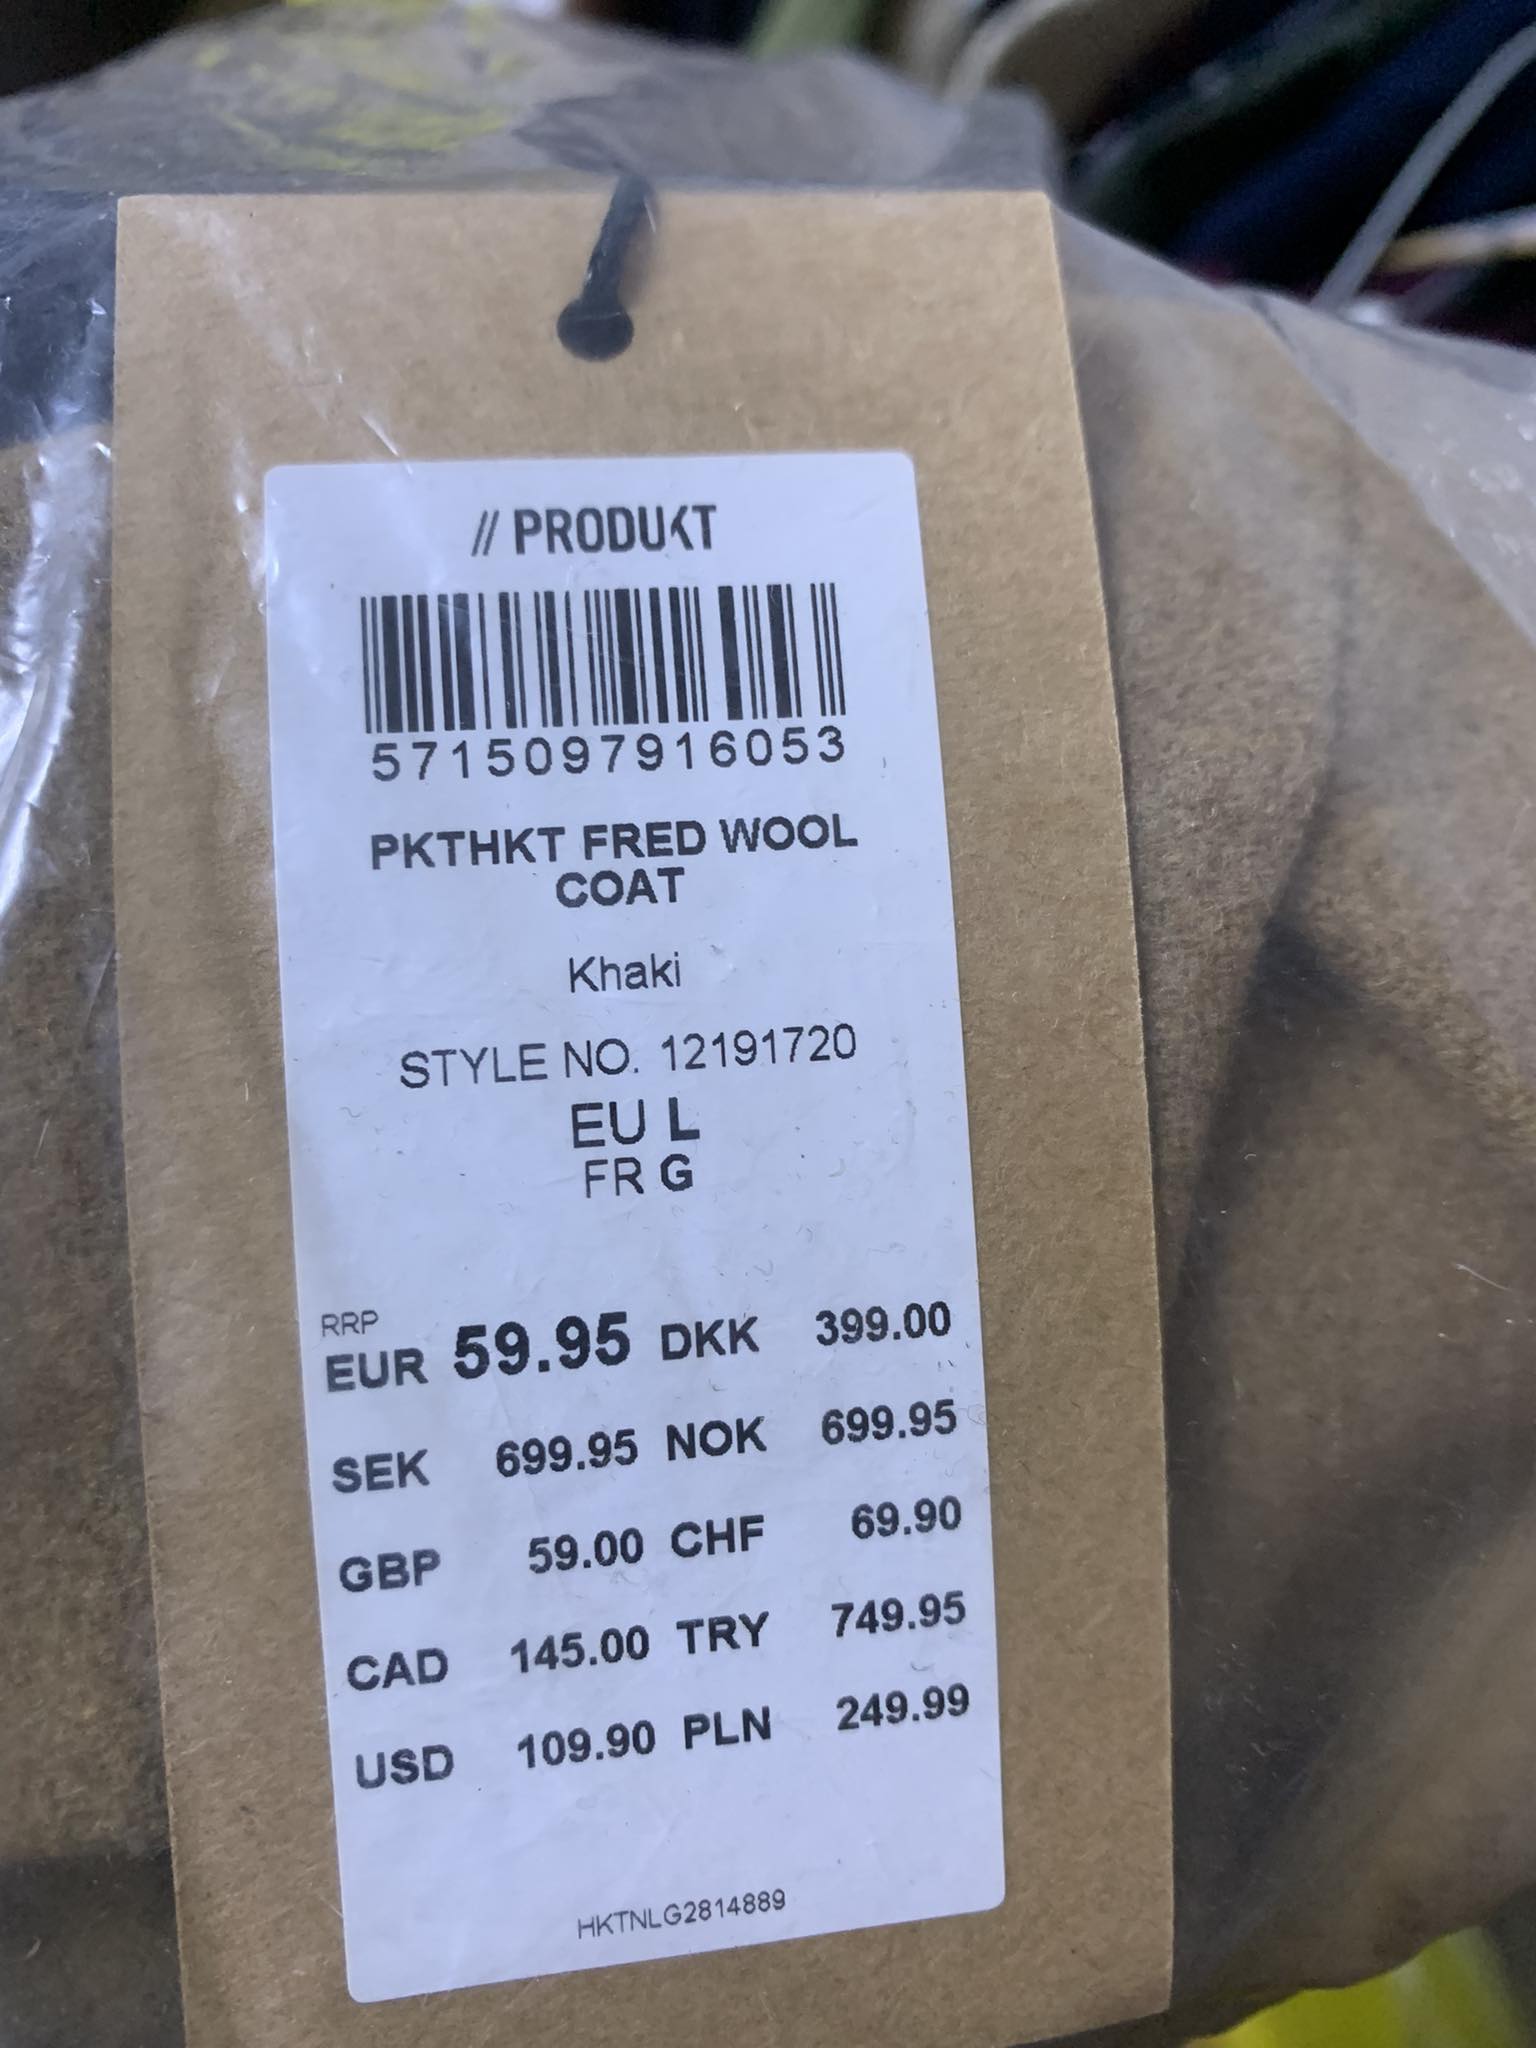 // PRODUKT
5715097916053
PKTHKT FRED WOOL
COAT
Khaki
STYLE NO. 12191720
EU L
FR G
RRP
EUR 59.95 DKK 399.00
SEK 699.95 NOK 699.95
GBP 59.00 CHF 69.90
CAD 145.00 TRY 749.95
USD 109.90 PLN 249.99
HKTNLG2814889